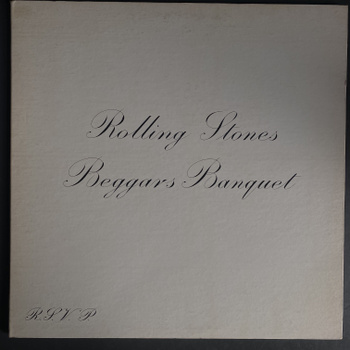 Rolling Stones
Beggars Banquet
R.S.V.P.